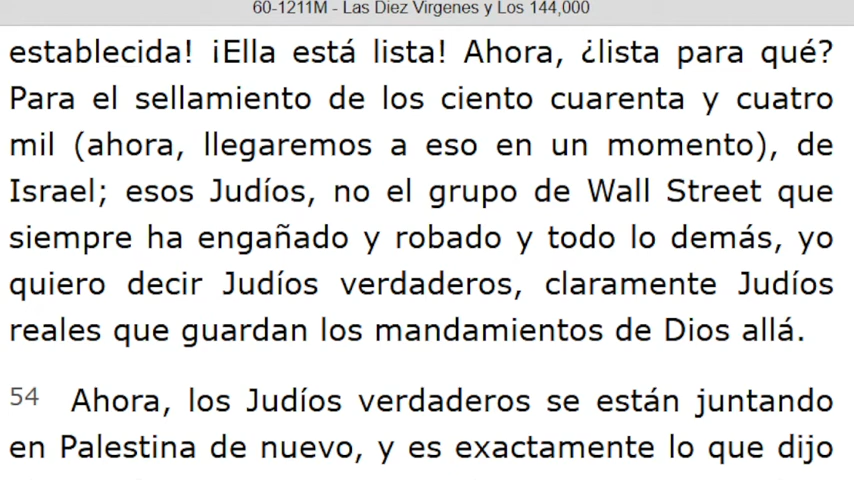 60-1211M - Las Diez Virgenes y Los 144,000
establecida! ¡Ella está lista! Ahora, ¿lista para qué?
Para el sellamiento de los ciento cuarenta y cuatro
mil (ahora, llegaremos a eso en un momento), de
Israel; esos Judíos, no el grupo de Wall Street que
siempre ha engañado y robado y todo lo demás, yo
quiero decir Judíos verdaderos, claramente Judíos
reales que guardan los mandamientos de Dios allá.
54 Ahora, los Judíos verdaderos se están juntando
en Palestina de nuevo, y es exactamente lo que dijo